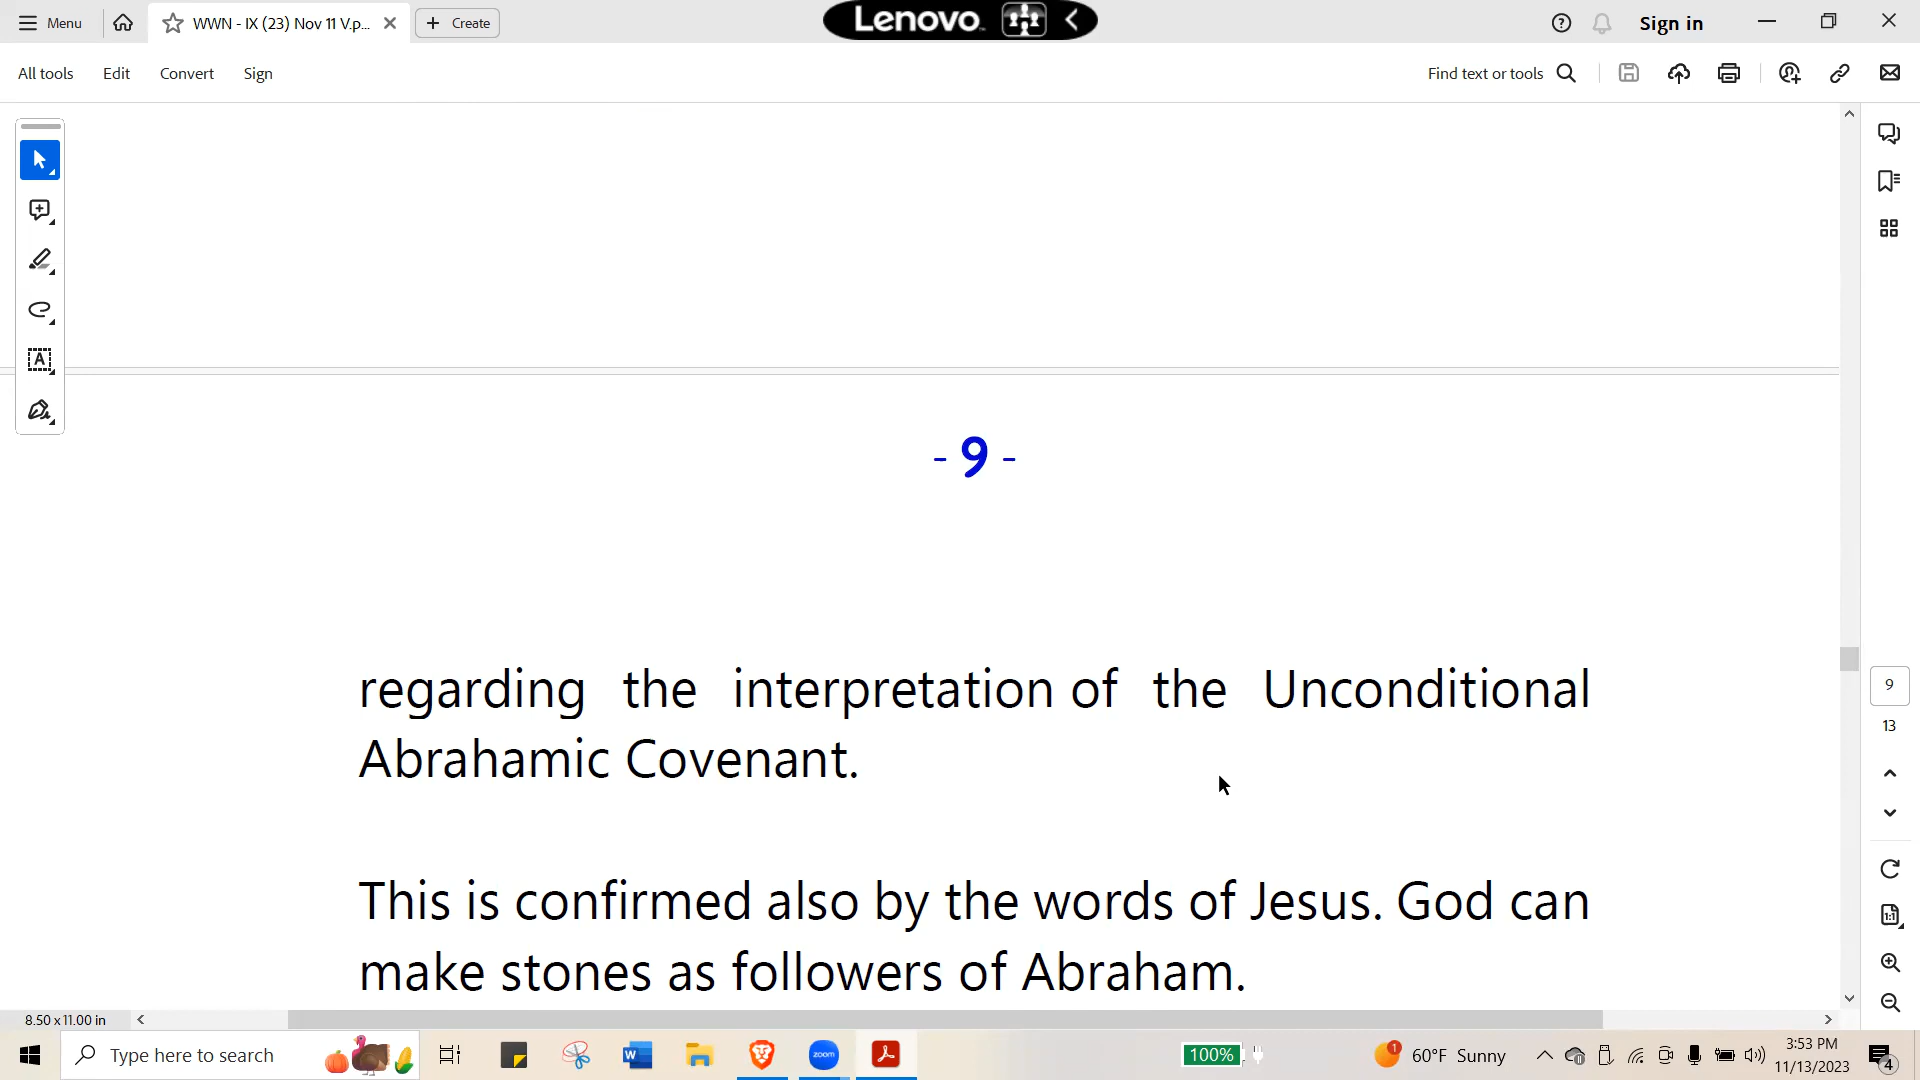 Menu
WWN - IX (23) Nov 11 V.p...
Create
Lenovo
Sign in
All tools
Edit
Convert
Sign
Find text or tools
- 9 -
regarding the interpretation of the Unconditional
Abrahamic Covenant.
This is confirmed also by the words of Jesus. God can
make stones as followers of Abraham.
9
13
8.50 x 11.00 in
Type here to search
zoom
100%
1
60°F Sunny
3:53 PM
11/13/2023
4